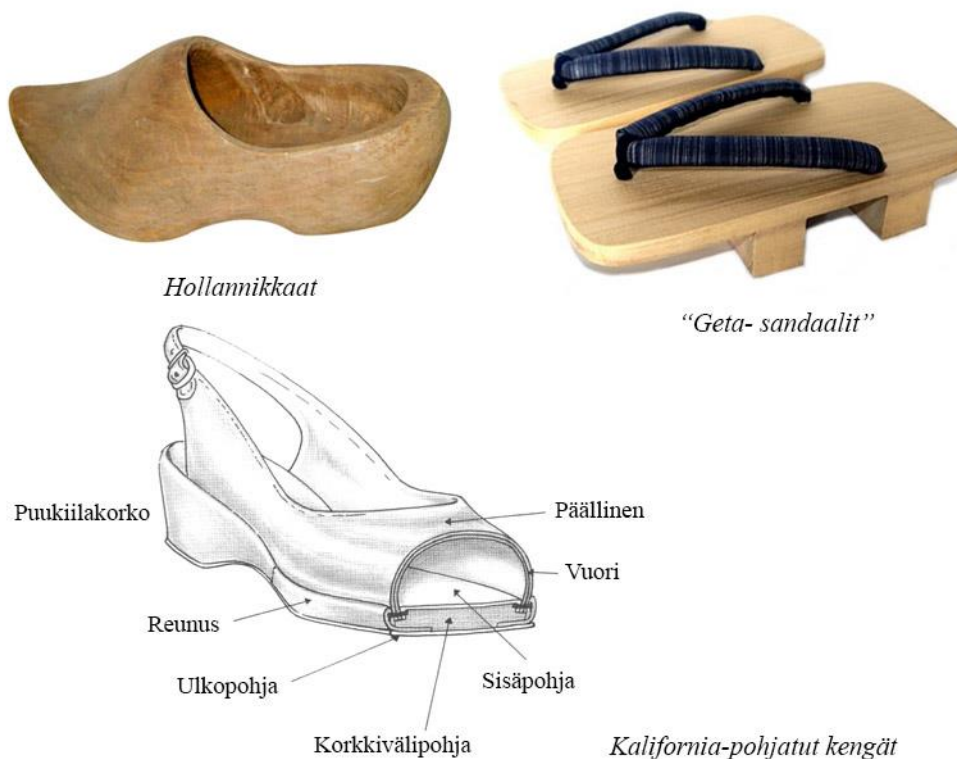 Hollannikkaat
“Geta- sandaalit”
Puukiilakorko
Päällinen
Vuori
Reunus
Ulkopohja
Sisäpohja
Korkkivälipohja
Kalifornia-pohjatut kengät